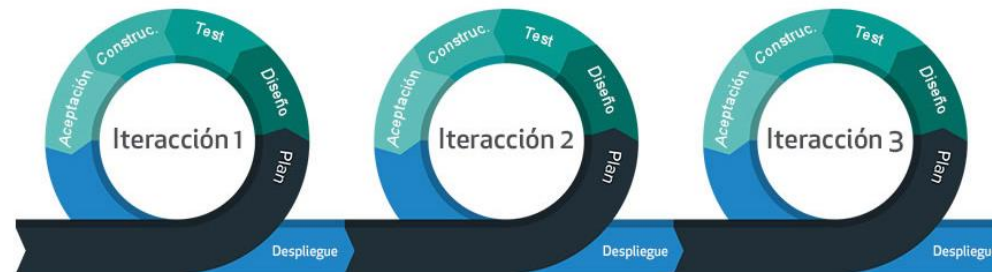 Aceptación
Construc.
Test
Diseño
Plan
Iteracción 1
Despliegue
Aceptación
Construc.
Test
Diseño
Plan
Iteracción 2
Despliegue
Aceptación
Construc.
Test
Diseño
Plan
Iteracción 3
Despliegu